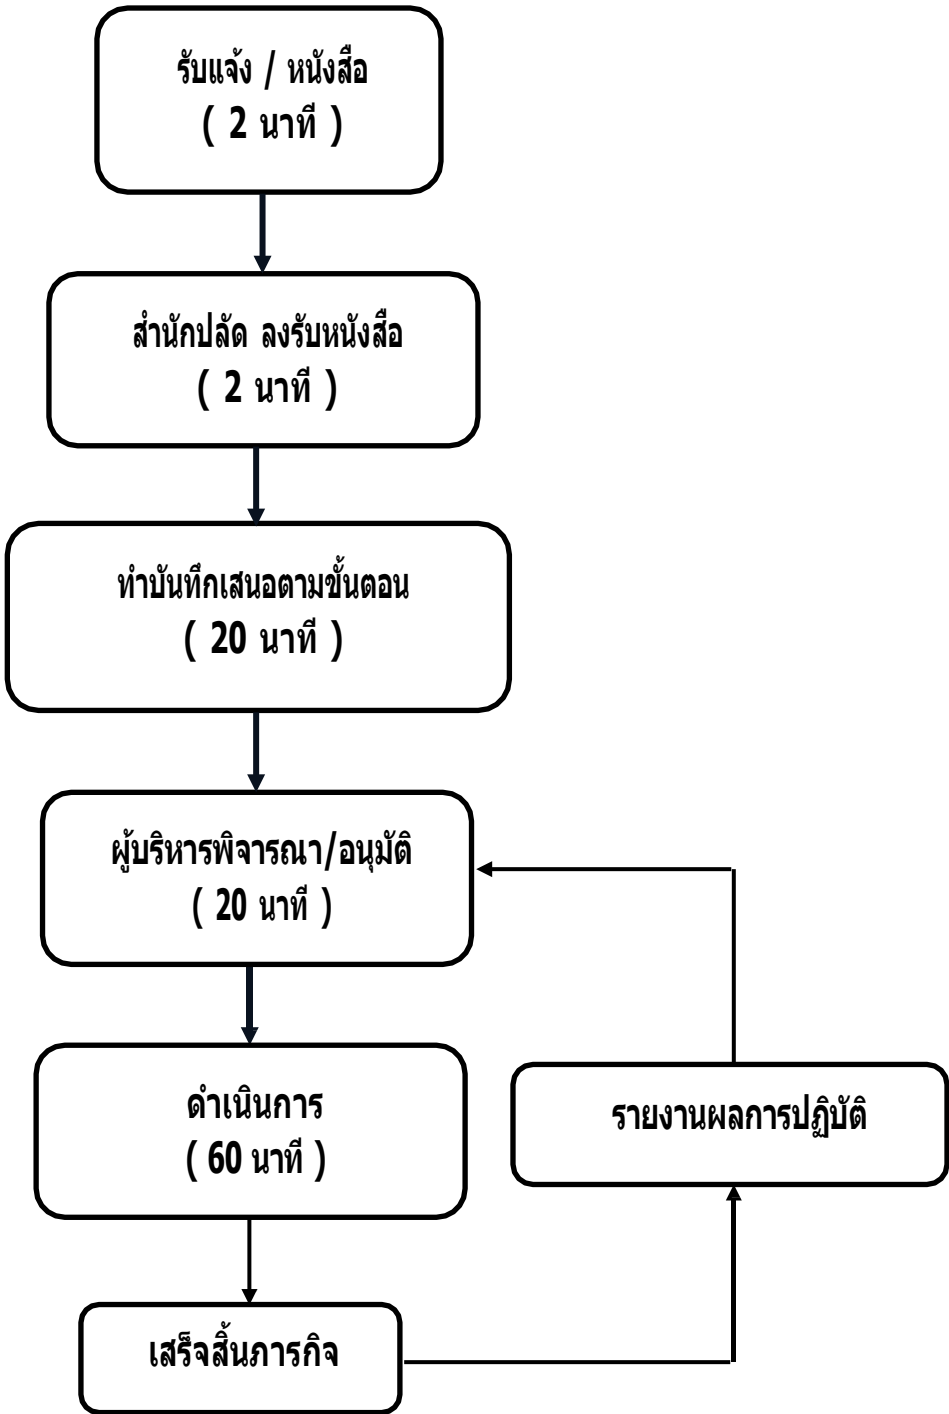 รับแจ้ง / หนังสือ
( 2 นาที )
สำนักปลัด ลงรับหนังสือ
( 2 นาที )
ทำบันทึกเสนอตามขั้นตอน
( 20 นาที )
ผู้บริหารพิจารณา/อนุมัติ
( 20 นาที )
ดำเนินการ
( 60 นาที )
รายงานผลการปฏิบัติ
เสร็จสิ้นภารกิจ